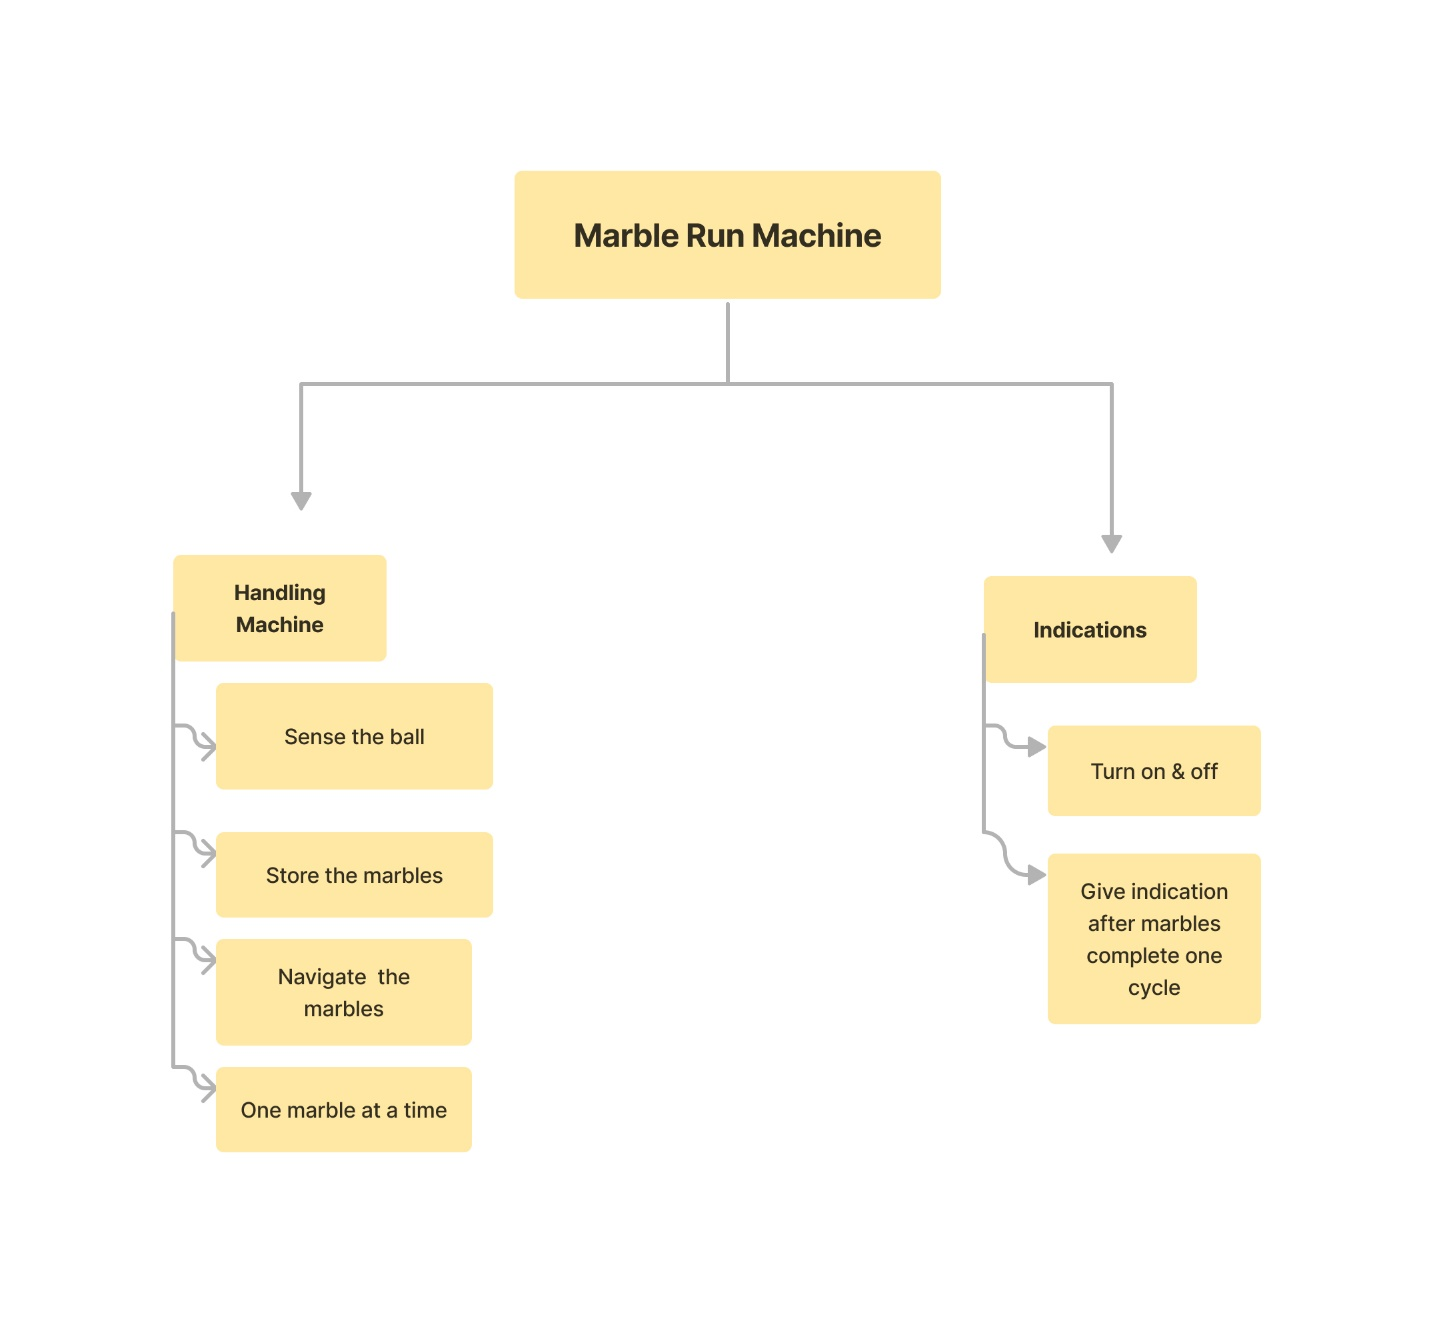 Marble Run Machine
Handling
Machine
Sense the ball
Store the marbles
Navigate  the
marbles
One marble at a time
Indications
Turn on & off
Give indication
after marbles
complete one
cycle